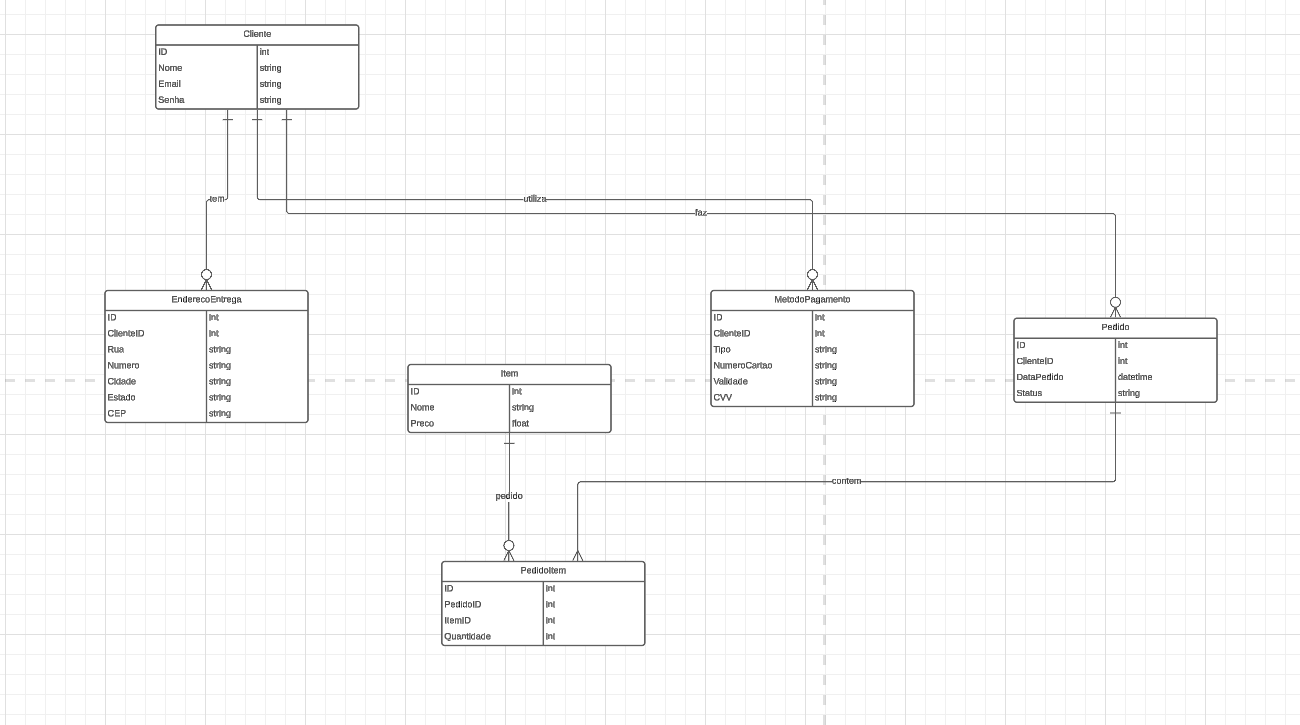 Cliente
ID int
Nome string
Email string
Senha string
tem
utiliza
faz
EnderecoEntrega
ID int
ClienteID int
Rua string
Numero string
Cidade string
Estado string
CEP string
MetodoPagamento
ID int
ClienteID int
Tipo string
NumeroCartao string
Validade string
CVV string
Pedido
ID int
ClienteID int
DataPedido datetime
Status string
Item
ID int
Nome string
Preco float
contem
pedido
PedidoItem
ID int
PedidoID int
ItemID int
Quantidade int